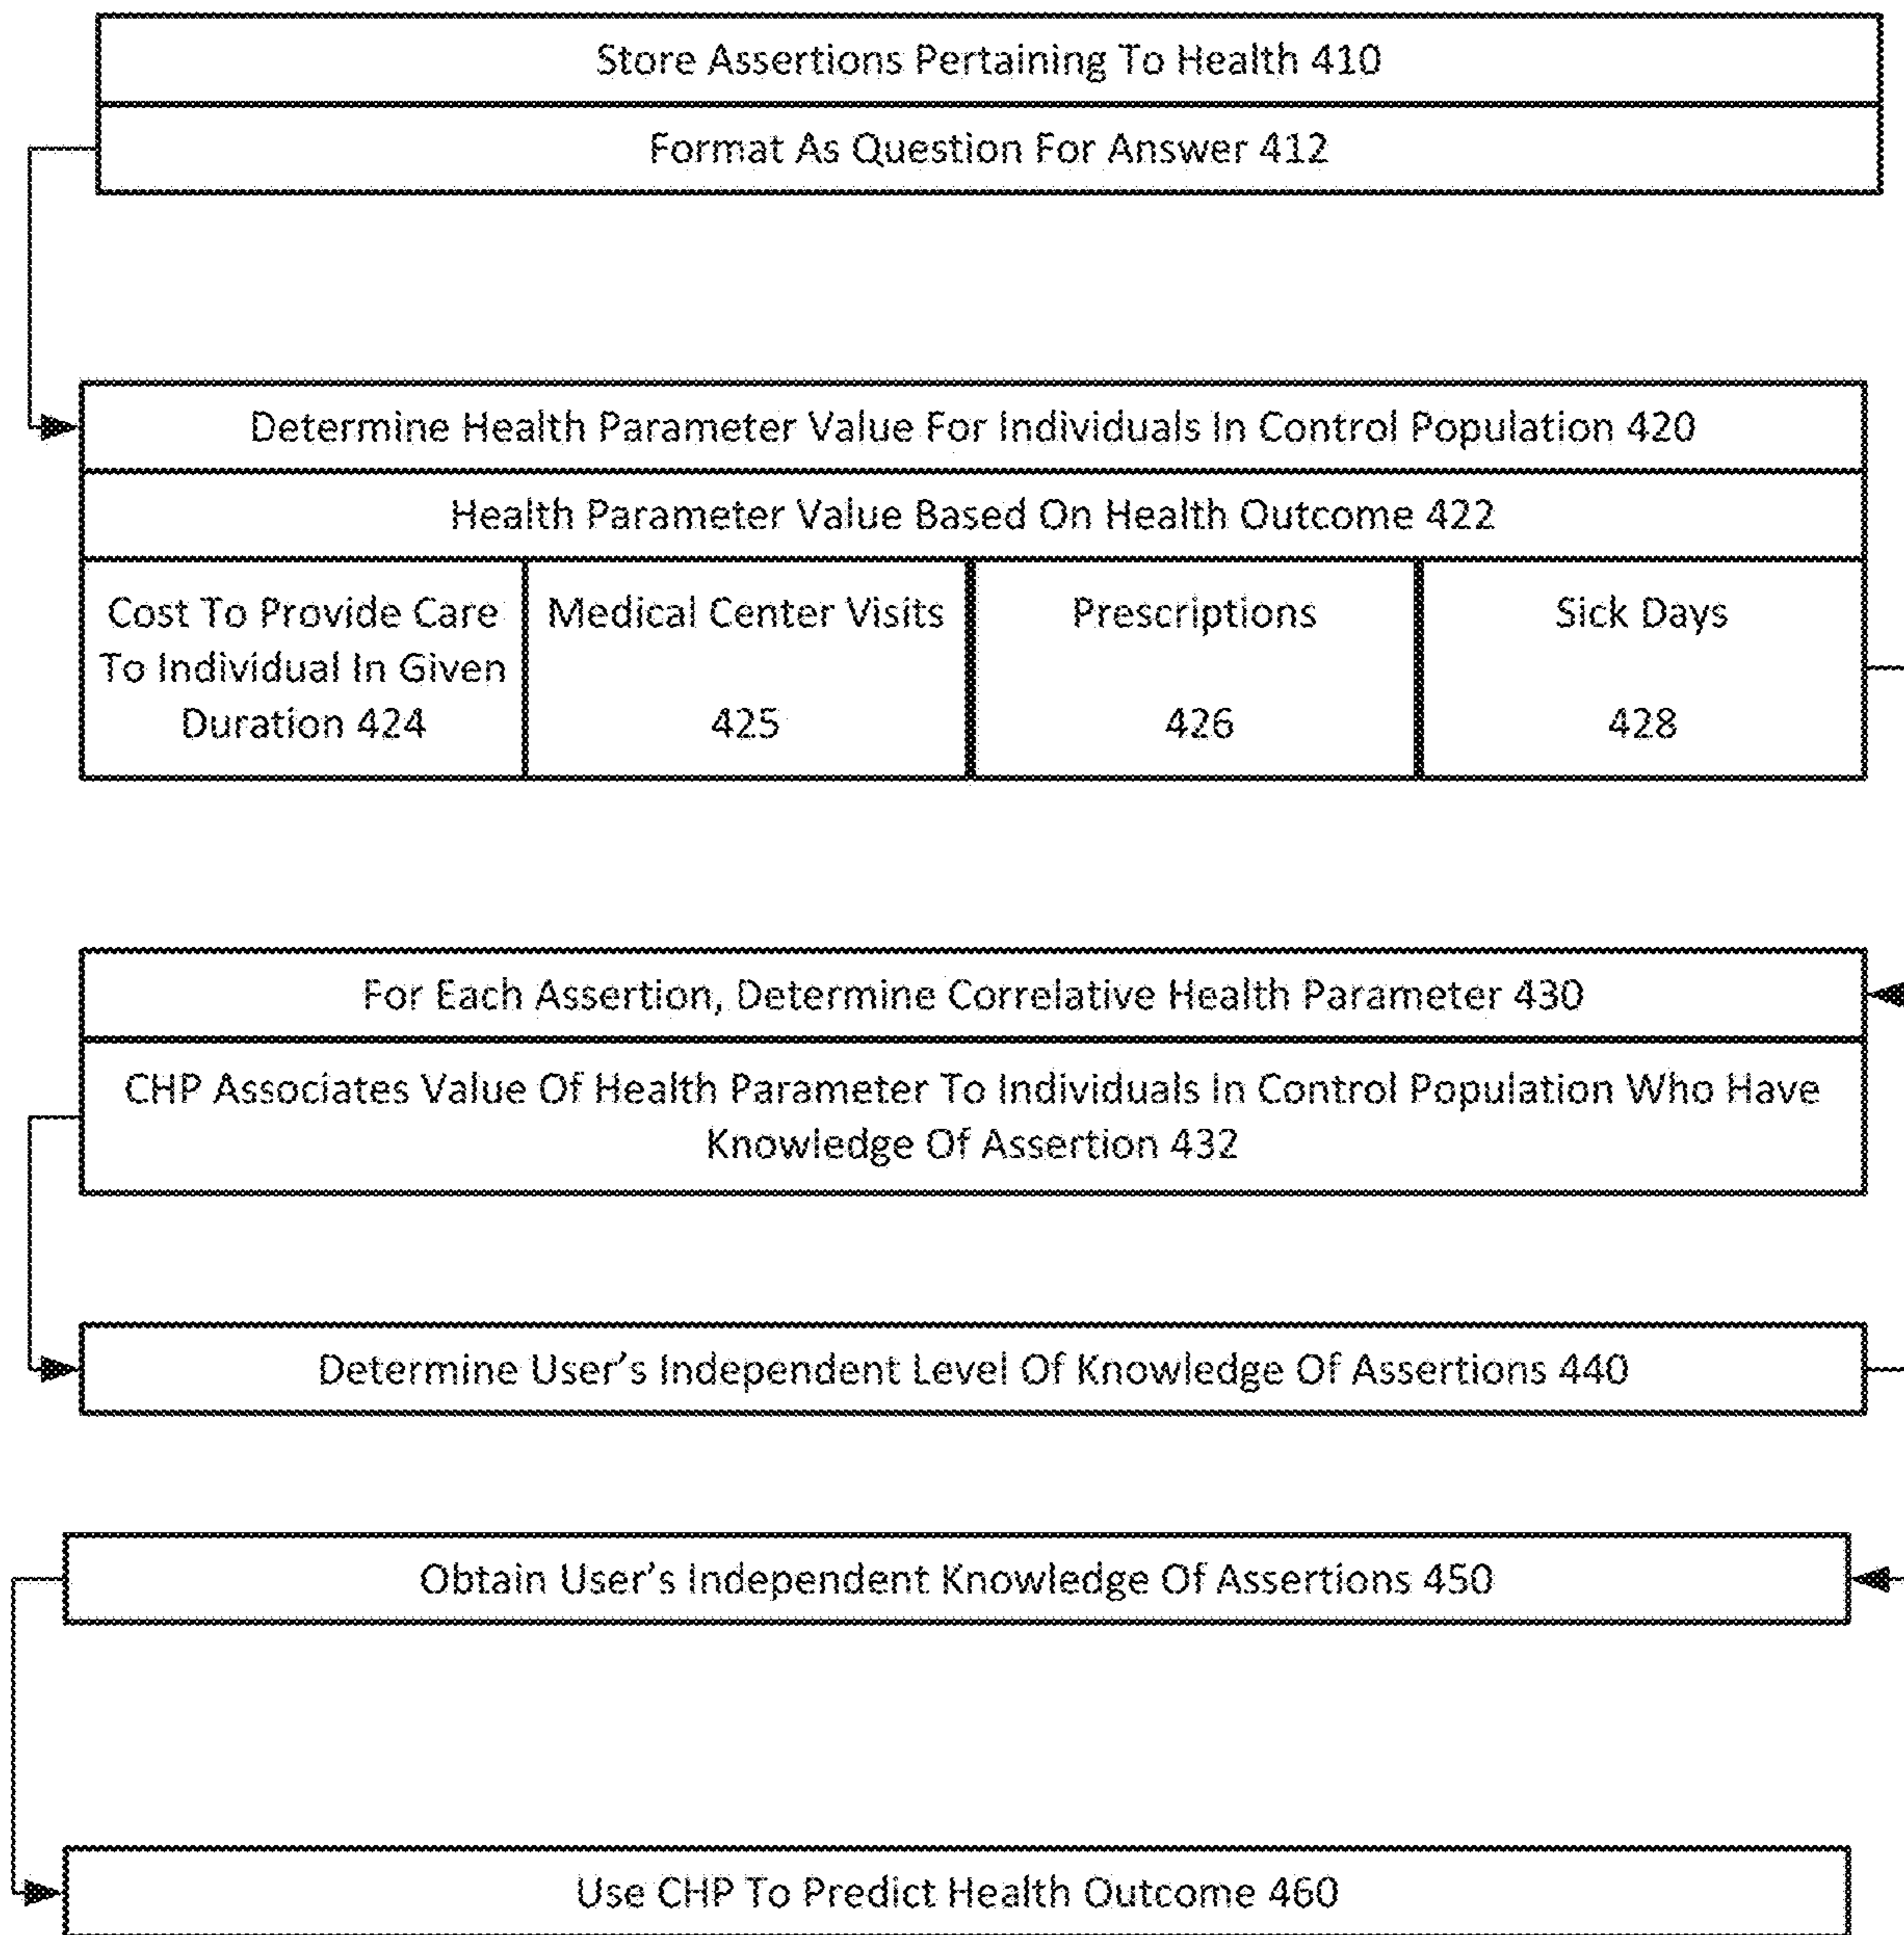 Store Assertions Pertaining To Health 410
Format As Question For Answer 412
Determine Health Parameter Value For Individuals In Control Population 420
Health Parameter Value Based On Health Outcome 422
Cost To Provide Care
To Individual In Given
Duration 424
Medical Center Visits
425
Prescriptions
426
Sick Days
428
For Each Assertion, Determine Correlative Health Parameter 430
CHP Associates Value Of Health Parameter To Individuals In Control Population Who Have
Knowledge Of Assertion 432
Determine User's Independent Level Of Knowledge Of Assertions 440
Obtain User's Independent Knowledge Of Assertions 450
Use CHP To Predict Health Outcome 460